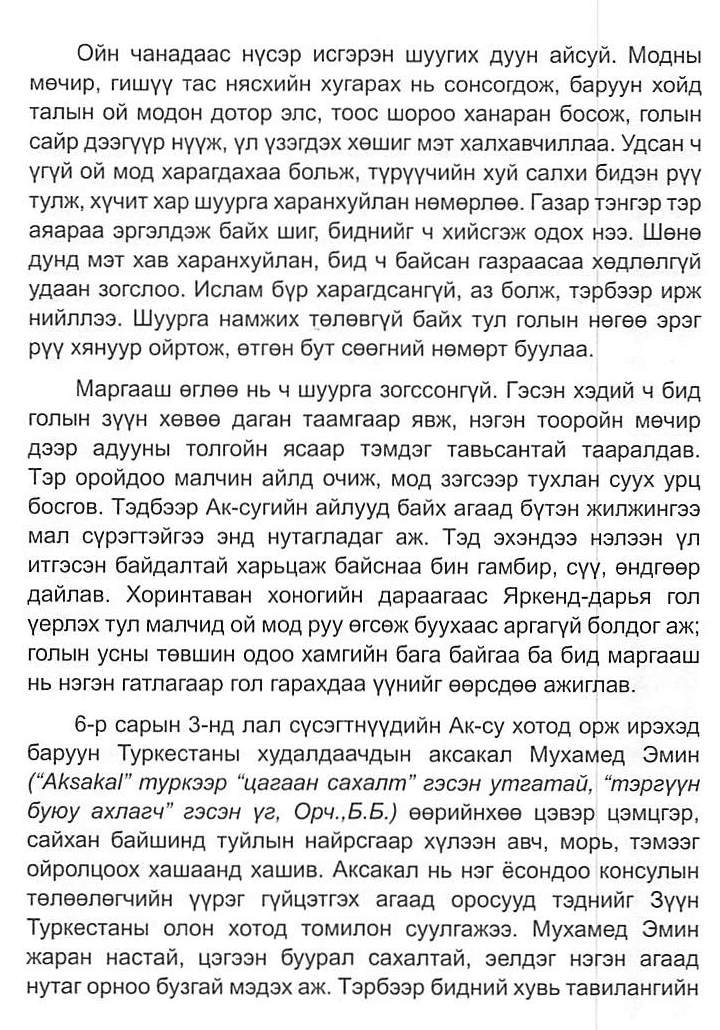 Ойн чанадаас нүсэр исгэрэн шуугих дуун айсуй. Модны
мөчир, гишүү тас нясхийн хугарах нь сонсогдож, баруун хойд
талын ой модон дотор элс, тоос шороо ханаран босож, голын
сайр дээгүүр нүүж, үл үзэгдэх хөшиг мэт халхавчиллаа. Удсан ч
үгүй ой мод харагдахаа больж, түрүүчийн хуй салхи бидэн рүү
тулж, хүчит хар шуурга харанхуйлан нөмөрлөө. Газар тэнгэр тэр
аяараа эргэлдэж байх шиг, биднийг ч хийсгэж одох нээ. Шөнө
дунд мэт хав харанхуйлан, бид ч байсан газраасаа хөдлөлгүй
удаан зогслоо. Ислам бүр харагдсангүй, аз болж, тэрбээр ирж
нийллээ. Шуурга намжих төлөвгүй байх тул голын нөгөө эрэг
рүү хянуур ойртож, өтгөн бут сөөгний нөмөрт буулаа.
Маргааш өглөө нь ч шуурга зогссонгүй. Гэсэн хэдий ч бид
голын зүүн хөвөө даган таамгаар явж, нэгэн тооройн мөчир
дээр адууны толгойн ясаар тэмдэг тавьсантай тааралдав.
Тэр оройдоо малчин айлд очиж, мод зэгсээр тухлан суух урц
босгов. Тэдбээр Ак-сугийн айлууд байх агаад бүтэн жилжингээ
мал сүрэгтэйгээ энд нутагладаг аж. Тэд эхэндээ нэлээн үл
итгэсэн байдалтай харьцаж байснаа бин гамбир, сүү, өндгөөр
дайлав. Хоринтаван хоногийн дараагаас Яркенд-дарья гол
үерлэх тул малчид ой мод руу өгсөж буухаас аргагүй болдог аж;
голын усны төвшин одоо хамгийн бага байгаа ба бид маргааш
нь нэгэн гатлагаар гол гарахдаа үүнийг өөрсдөө ажиглав.
6-р сарын 3-нд лал сүсэгтнүүдийн Ак-су хотод орж ирэхэд
баруун Туркестаны худалдаачдын аксакал Мухамед Эмин
(“Aksakal” туркээр “цагаан сахалт” гэсэн утгатай, “тэргүүн
буюу ахлагч” гэсэн үг, Орч.,Б.Б.) өөрийнхөө цэвэр цэмцгэр,
сайхан байшинд туйлын найрсгаар хүлээн авч, морь, тэмээг
ойролцоох хашаанд хашив. Аксакал нь нэг ёсондоо консулын
төлөөлөгчийн үүрэг гүйцэтгэх агаад оросууд тэднийг Зүүн
Туркестаны олон хотод томилон суулгажээ. Мухамед Эмин
жаран настай, цэгээн буурал сахалтай, эелдэг нэгэн агаад
нутаг орноо бузгай мэдэх аж. Тэрбээр бидний хувь тавилангийн